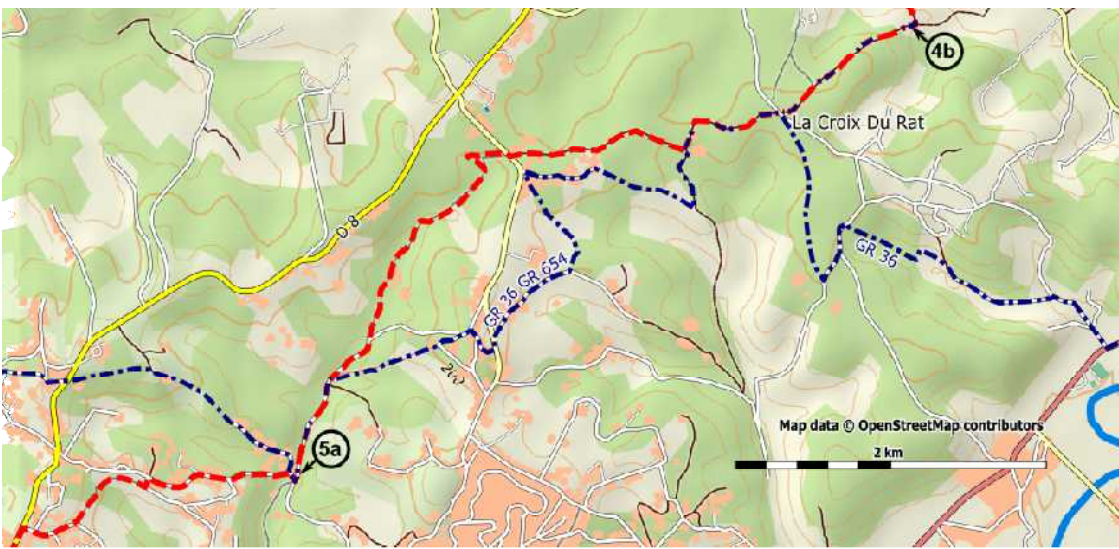 4b
La Croix Du Rat
D 8
GR 36
GR 36 GR 654
200
Map data © OpenStreetMap contributors
2 km
5a